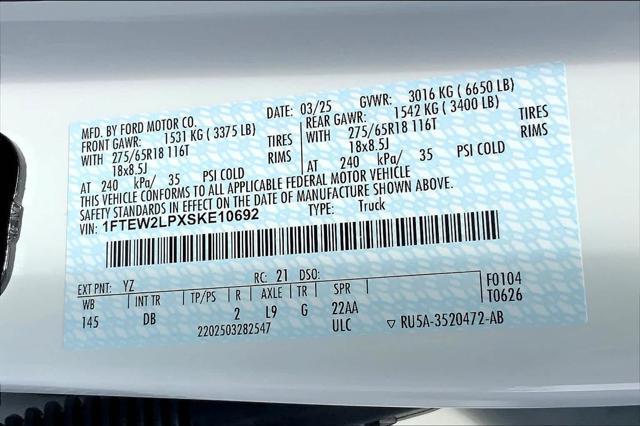 MFD. BY FORD MOTOR CO. DATE: 03/25 GVWR: 3016 KG ( 6650 LB)
FRONT GAWR: 1531 KG ( 3375 LB) REAR GAWR: 1542 KG ( 3400 LB)
WITH 275/65R18 116T TIRES WITH 275/65R18 116T TIRES
18x8.5J RIMS 18x8.5J RIMS
AT 240 kPa/ 35 PSI COLD AT 240 kPa/ 35 PSI COLD
THIS VEHICLE CONFORMS TO ALL APPLICABLE FEDERAL MOTOR VEHICLE
SAFETY STANDARDS IN EFFECT ON THE DATE OF MANUFACTURE SHOWN ABOVE.
VIN: 1FTEW2LPXSKE10692 TYPE: Truck
EXT PNT: YZ RC: 21 DSO: F0104
WB INT TR TP/PS R AXLE TR SPR T0626
145 DB 2 L9 G 22AA
2202503282547 ULC ▽ RU5A-3520472-AB